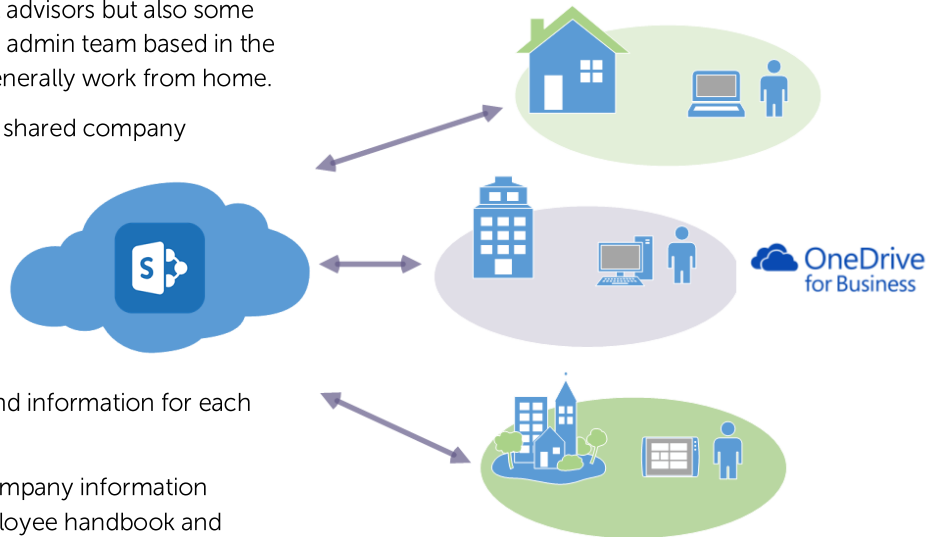 advisors but also some
admin team based in the
enerally work from home.
shared company
S
OneDrive
for Business
nd information for each
mpany information
loyee handbook and